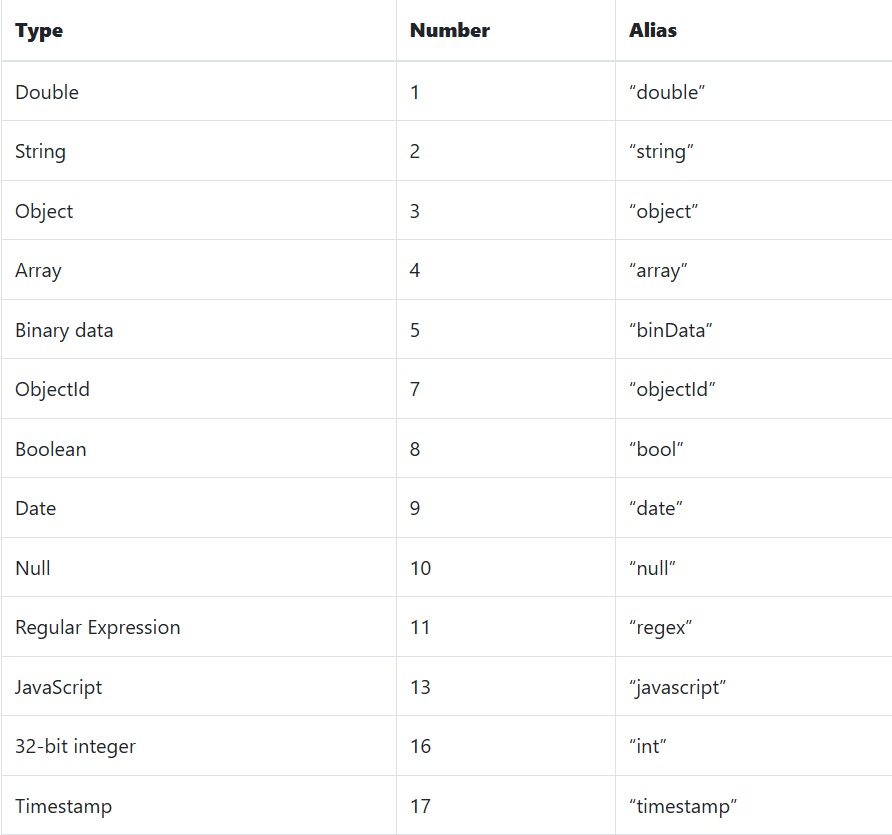 Type Number Alias
Double 1 “double”
String 2 “string”
Object 3 “object”
Array 4 “array”
Binary data 5 “binData”
ObjectId 7 “objectId”
Boolean 8 “bool”
Date 9 “date”
Null 10 “null”
Regular Expression 11 “regex”
JavaScript 13 “javascript”
32-bit integer 16 “int”
Timestamp 17 “timestamp”